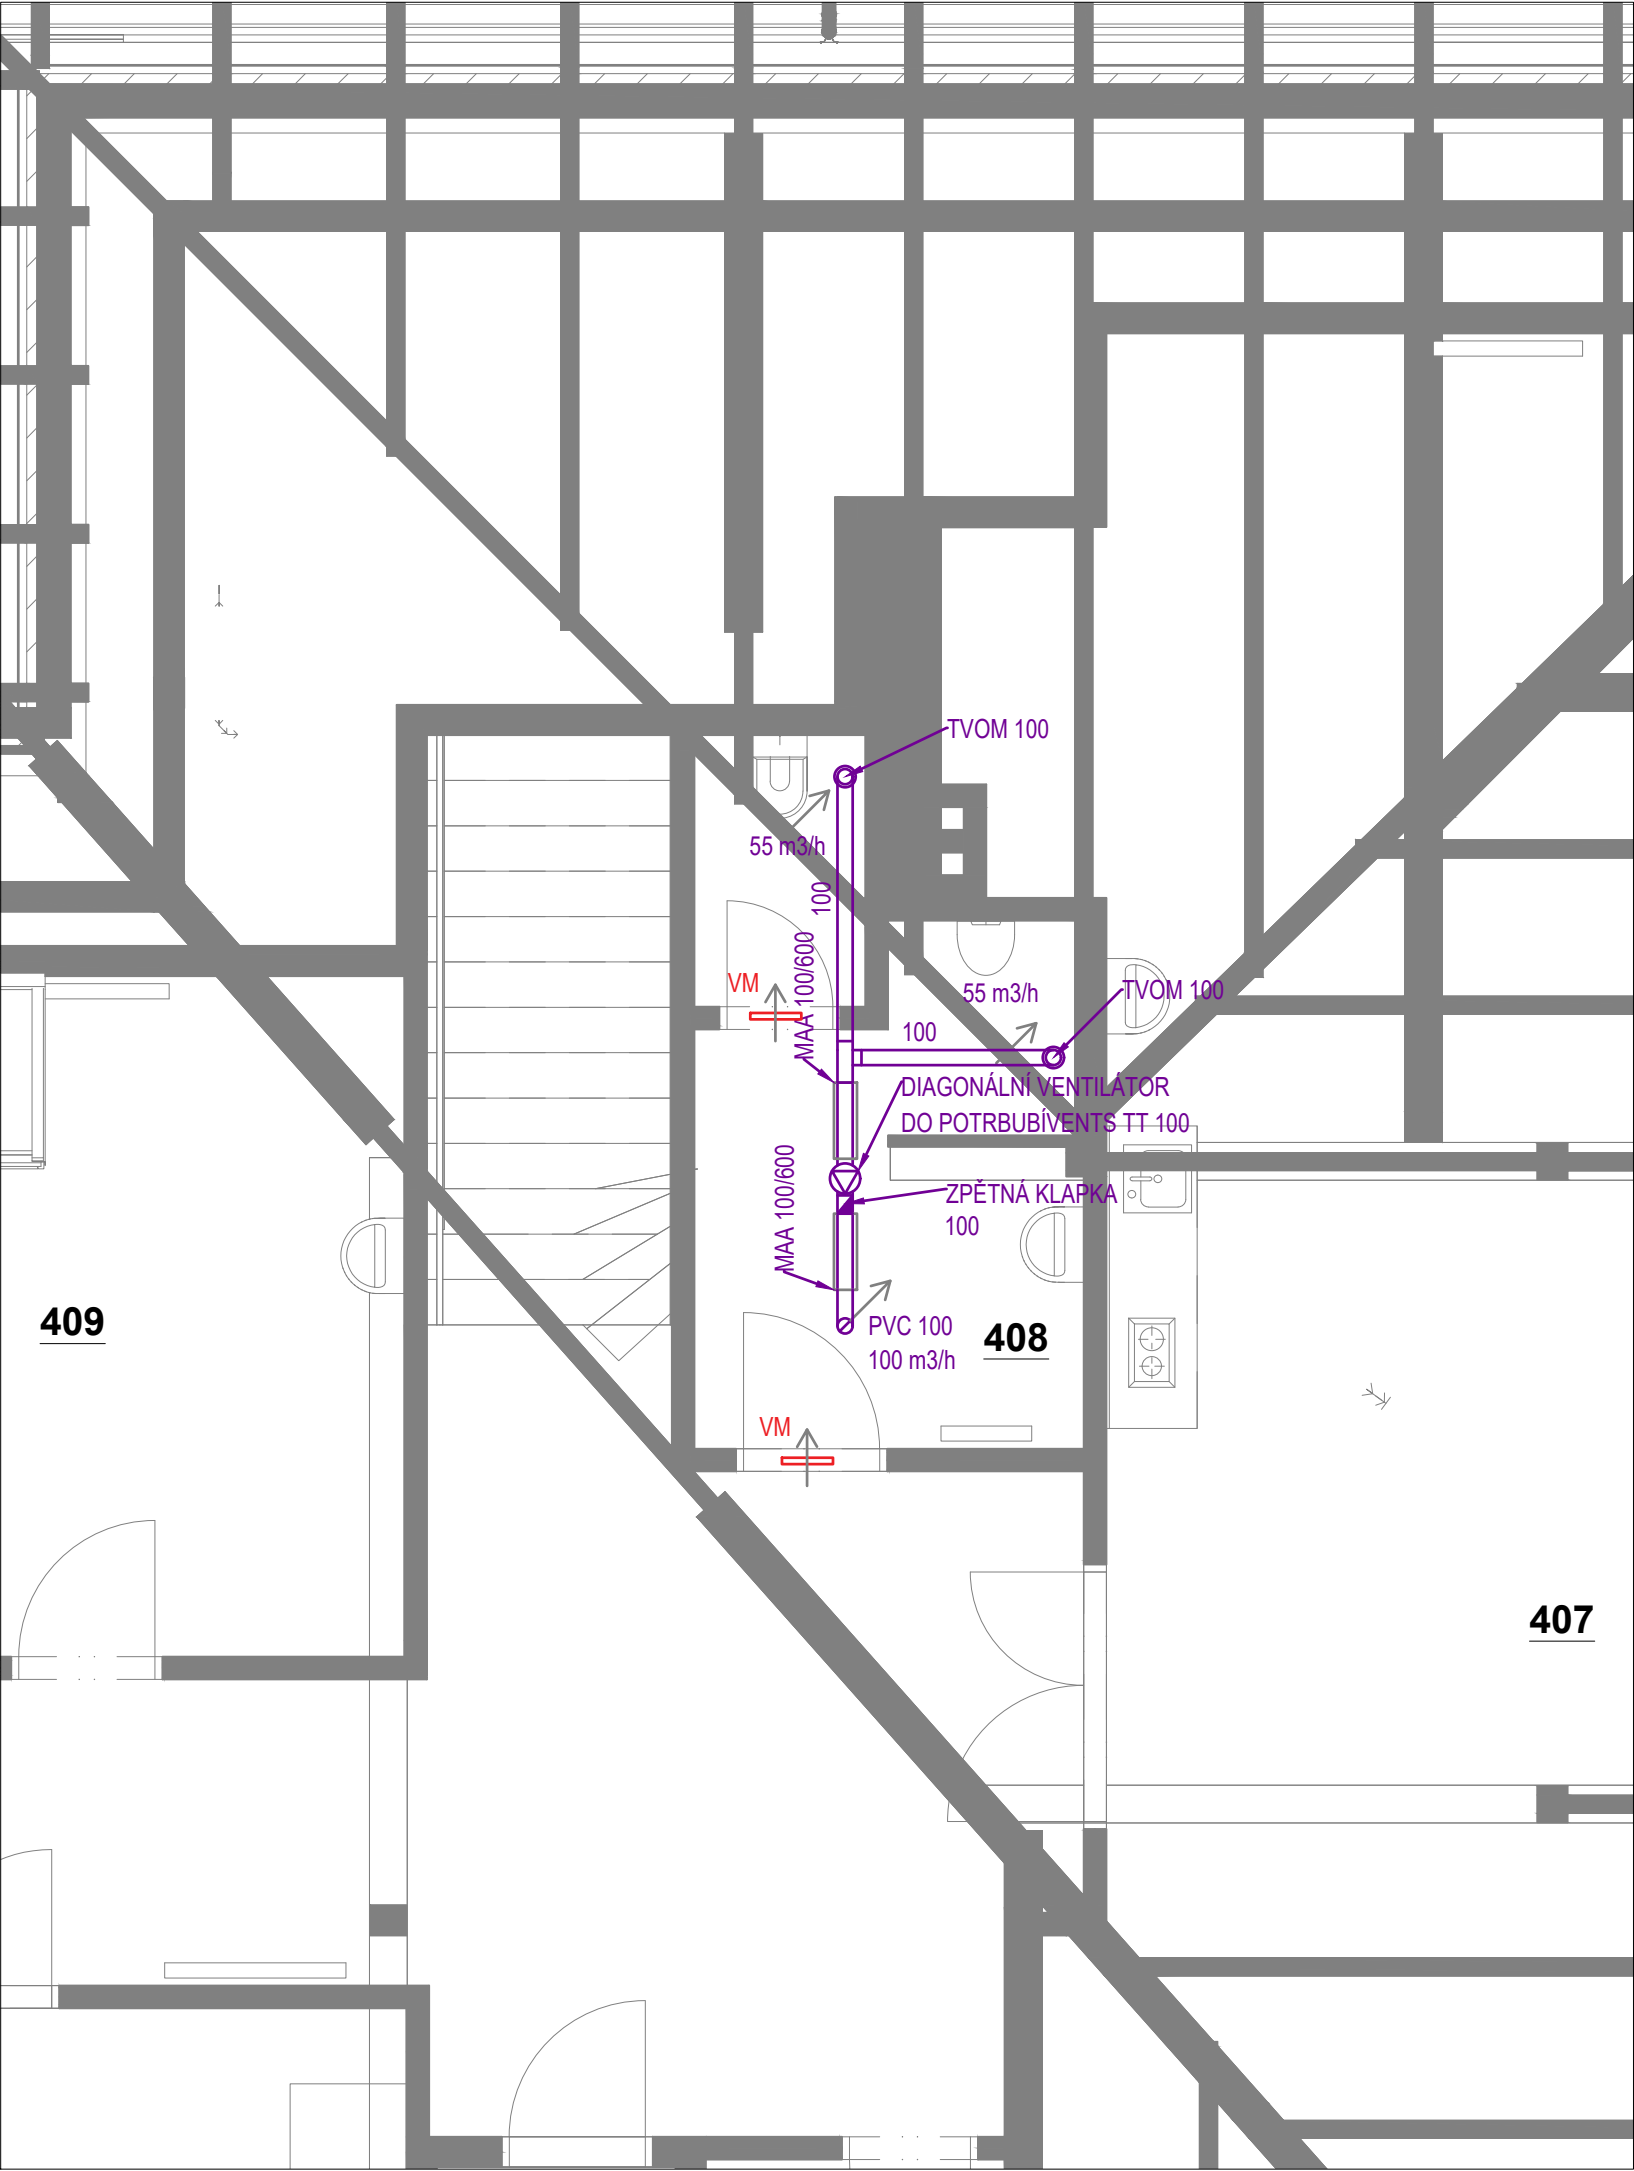 TVOM 100
55 m3/h
100
MAA 100/600
VM
55 m3/h
TVOM 100
100
DIAGONÁLNÍ VENTILÁTOR
DO POTRBUBÍVENTS TT 100
MAA 100/600
ZPĚTNÁ KLAPKA
100
409
PVC 100
100 m3/h
408
VM
407